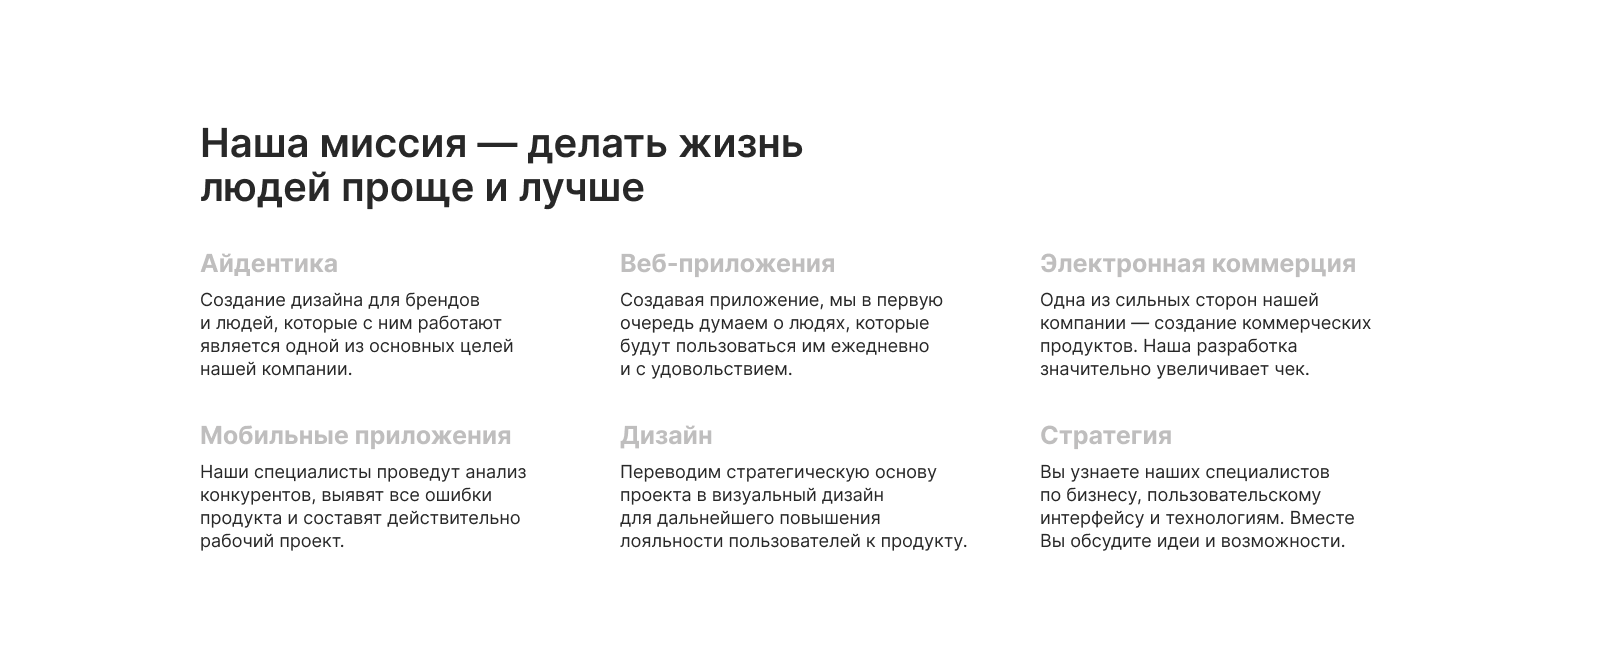 Наша миссия — делать жизнь
людей проще и лучше
Айдентика
Создание дизайна для брендов
и людей, которые с ним работают
является одной из основных целей
нашей компании.
Веб-приложения
Создавая приложение, мы в первую
очередь думаем о людях, которые
будут пользоваться им ежедневно
и с удовольствием.
Электронная коммерция
Одна из сильных сторон нашей
компании — создание коммерческих
продуктов. Наша разработка
значительно увеличивает чек.
Мобильные приложения
Наши специалисты проведут анализ
конкурентов, выявят все ошибки
продукта и составят действительно
рабочий проект.
Дизайн
Переводим стратегическую основу
проекта в визуальный дизайн
для дальнейшего повышения
лояльности пользователей к продукту.
Стратегия
Вы узнаете наших специалистов
по бизнесу, пользовательскому
интерфейсу и технологиям. Вместе
Вы обсудите идеи и возможности.